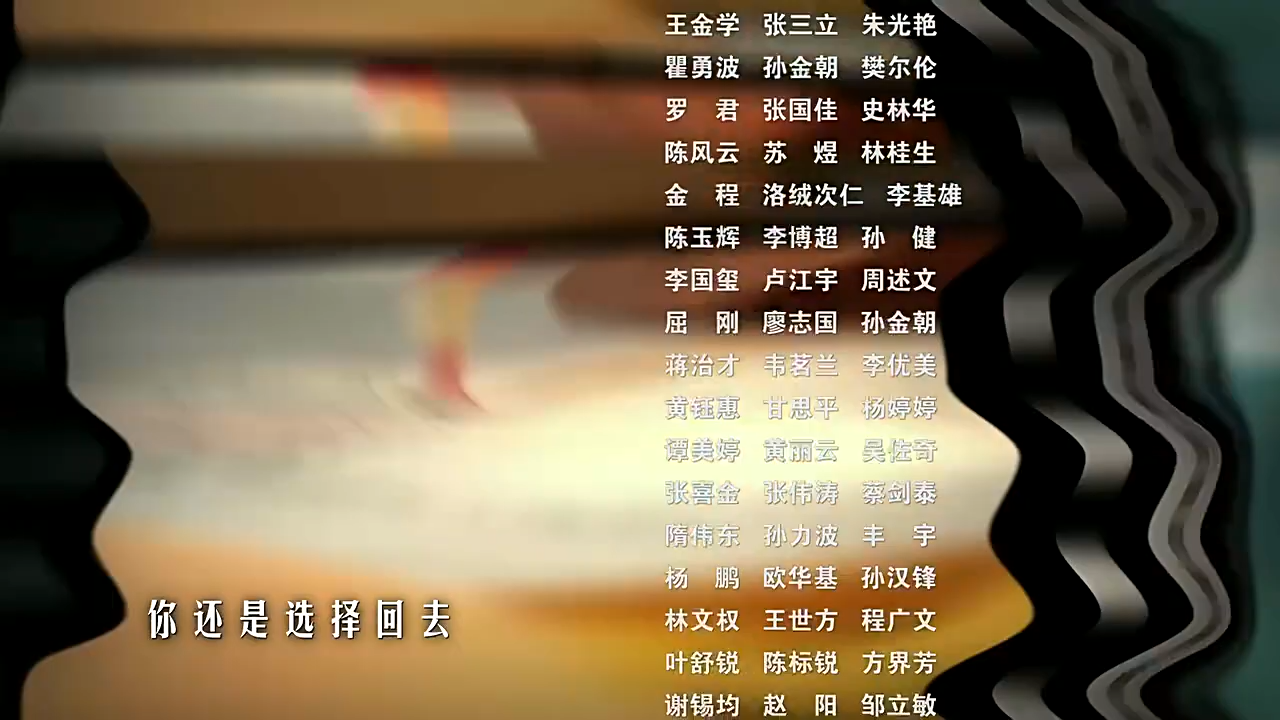 王金学 张三立 朱光艳
瞿勇波 孙金朝 樊尔伦
罗 君 张国佳 史林华
陈风云 苏 煜 林桂生
金 程 洛绒次仁 李基雄
陈玉辉 李博超 孙 健
李国玺 卢江宇 周述文
屈 刚 廖志国 孙金朝
蒋治才 韦茗兰 李优美
黄钰惠 甘思平 杨婷婷
谭美婷 黄丽云 吴佐奇
张喜金 张伟涛 蔡剑泰
隋伟东 孙力波 丰 宇
杨 鹏 欧华基 孙汉锋
林文权 王世方 程广文
叶舒锐 陈标锐 方界芳
谢锡均 赵 阳 邹立敏
你还是选择回去